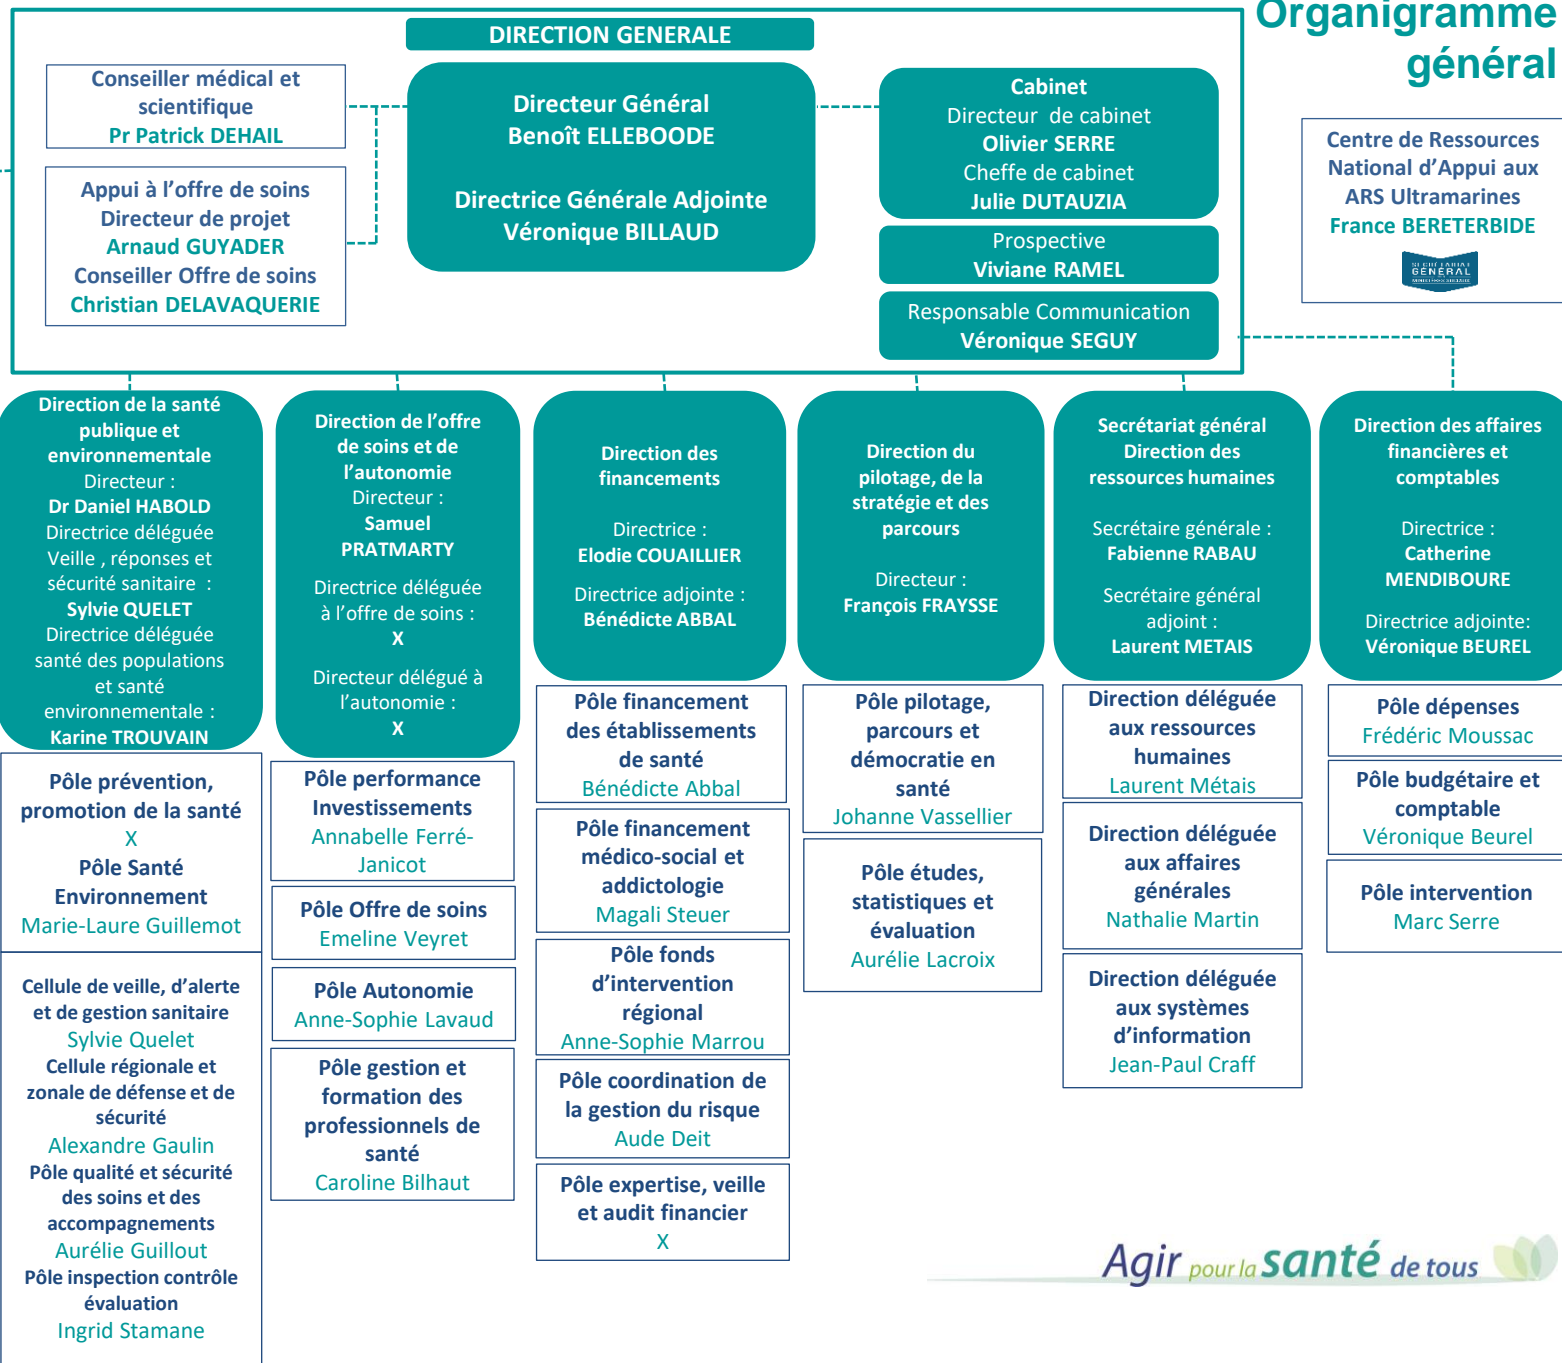 Organigramme
général
DIRECTION GENERALE
Conseiller médical et
scientifique
Pr Patrick DEHAIL
Appui à l’offre de soins
Directeur de projet
Arnaud GUYADER
Conseiller Offre de soins
Christian DELAVAQUERIE
Directeur Général
Benoît ELLEBOODE
Directrice Générale Adjointe
Véronique BILLAUD
Cabinet
Directeur de cabinet
Olivier SERRE
Cheffe de cabinet
Julie DUTAUZIA
Prospective
Viviane RAMEL
Responsable Communication
Véronique SEGUY
Centre de Ressources
National d’Appui aux
ARS Ultramarines
France BERETERBIDE
SECRÉTARIAT
GÉNÉRAL
MINISTÈRES SOCIAUX
Direction de la santé
publique et
environnementale
Directeur :
Dr Daniel HABOLD
Directrice déléguée
Veille , réponses et
sécurité sanitaire :
Sylvie QUELET
Directrice déléguée
santé des populations
et santé
environnementale :
Karine TROUVAIN
Pôle prévention,
promotion de la santé
X
Pôle Santé
Environnement
Marie-Laure Guillemot
Cellule de veille, d’alerte
et de gestion sanitaire
Sylvie Quelet
Cellule régionale et
zonale de défense et de
sécurité
Alexandre Gaulin
Pôle qualité et sécurité
des soins et des
accompagnements
Aurélie Guillout
Pôle inspection contrôle
évaluation
Ingrid Stamane
Direction de l’offre
de soins et de
l’autonomie
Directeur :
Samuel
PRATMARTY
Directrice déléguée
à l’offre de soins :
X
Directeur délégué à
l’autonomie :
X
Pôle performance
Investissements
Annabelle Ferré-
Janicot
Pôle Offre de soins
Emeline Veyret
Pôle Autonomie
Anne-Sophie Lavaud
Pôle gestion et
formation des
professionnels de
santé
Caroline Bilhaut
Direction des
financements
Directrice :
Elodie COUAILLIER
Directrice adjointe :
Bénédicte ABBAL
Pôle financement
des établissements
de santé
Bénédicte Abbal
Pôle financement
médico-social et
addictologie
Magali Steuer
Pôle fonds
d’intervention
régional
Anne-Sophie Marrou
Pôle coordination de
la gestion du risque
Aude Deit
Pôle expertise, veille
et audit financier
X
Direction du
pilotage, de la
stratégie et des
parcours
Directeur :
François FRAYSSE
Pôle pilotage,
parcours et
démocratie en
santé
Johanne Vassellier
Pôle études,
statistiques et
évaluation
Aurélie Lacroix
Secrétariat général
Direction des
ressources humaines
Secrétaire générale :
Fabienne RABAU
Secrétaire général
adjoint :
Laurent METAIS
Direction déléguée
aux ressources
humaines
Laurent Métais
Direction déléguée
aux affaires
générales
Nathalie Martin
Direction déléguée
aux systèmes
d’information
Jean-Paul Craff
Direction des affaires
financières et
comptables
Directrice :
Catherine
MENDIBOURE
Directrice adjointe:
Véronique BEUREL
Pôle dépenses
Frédéric Moussac
Pôle budgétaire et
comptable
Véronique Beurel
Pôle intervention
Marc Serre
Agir pour la santé de tous